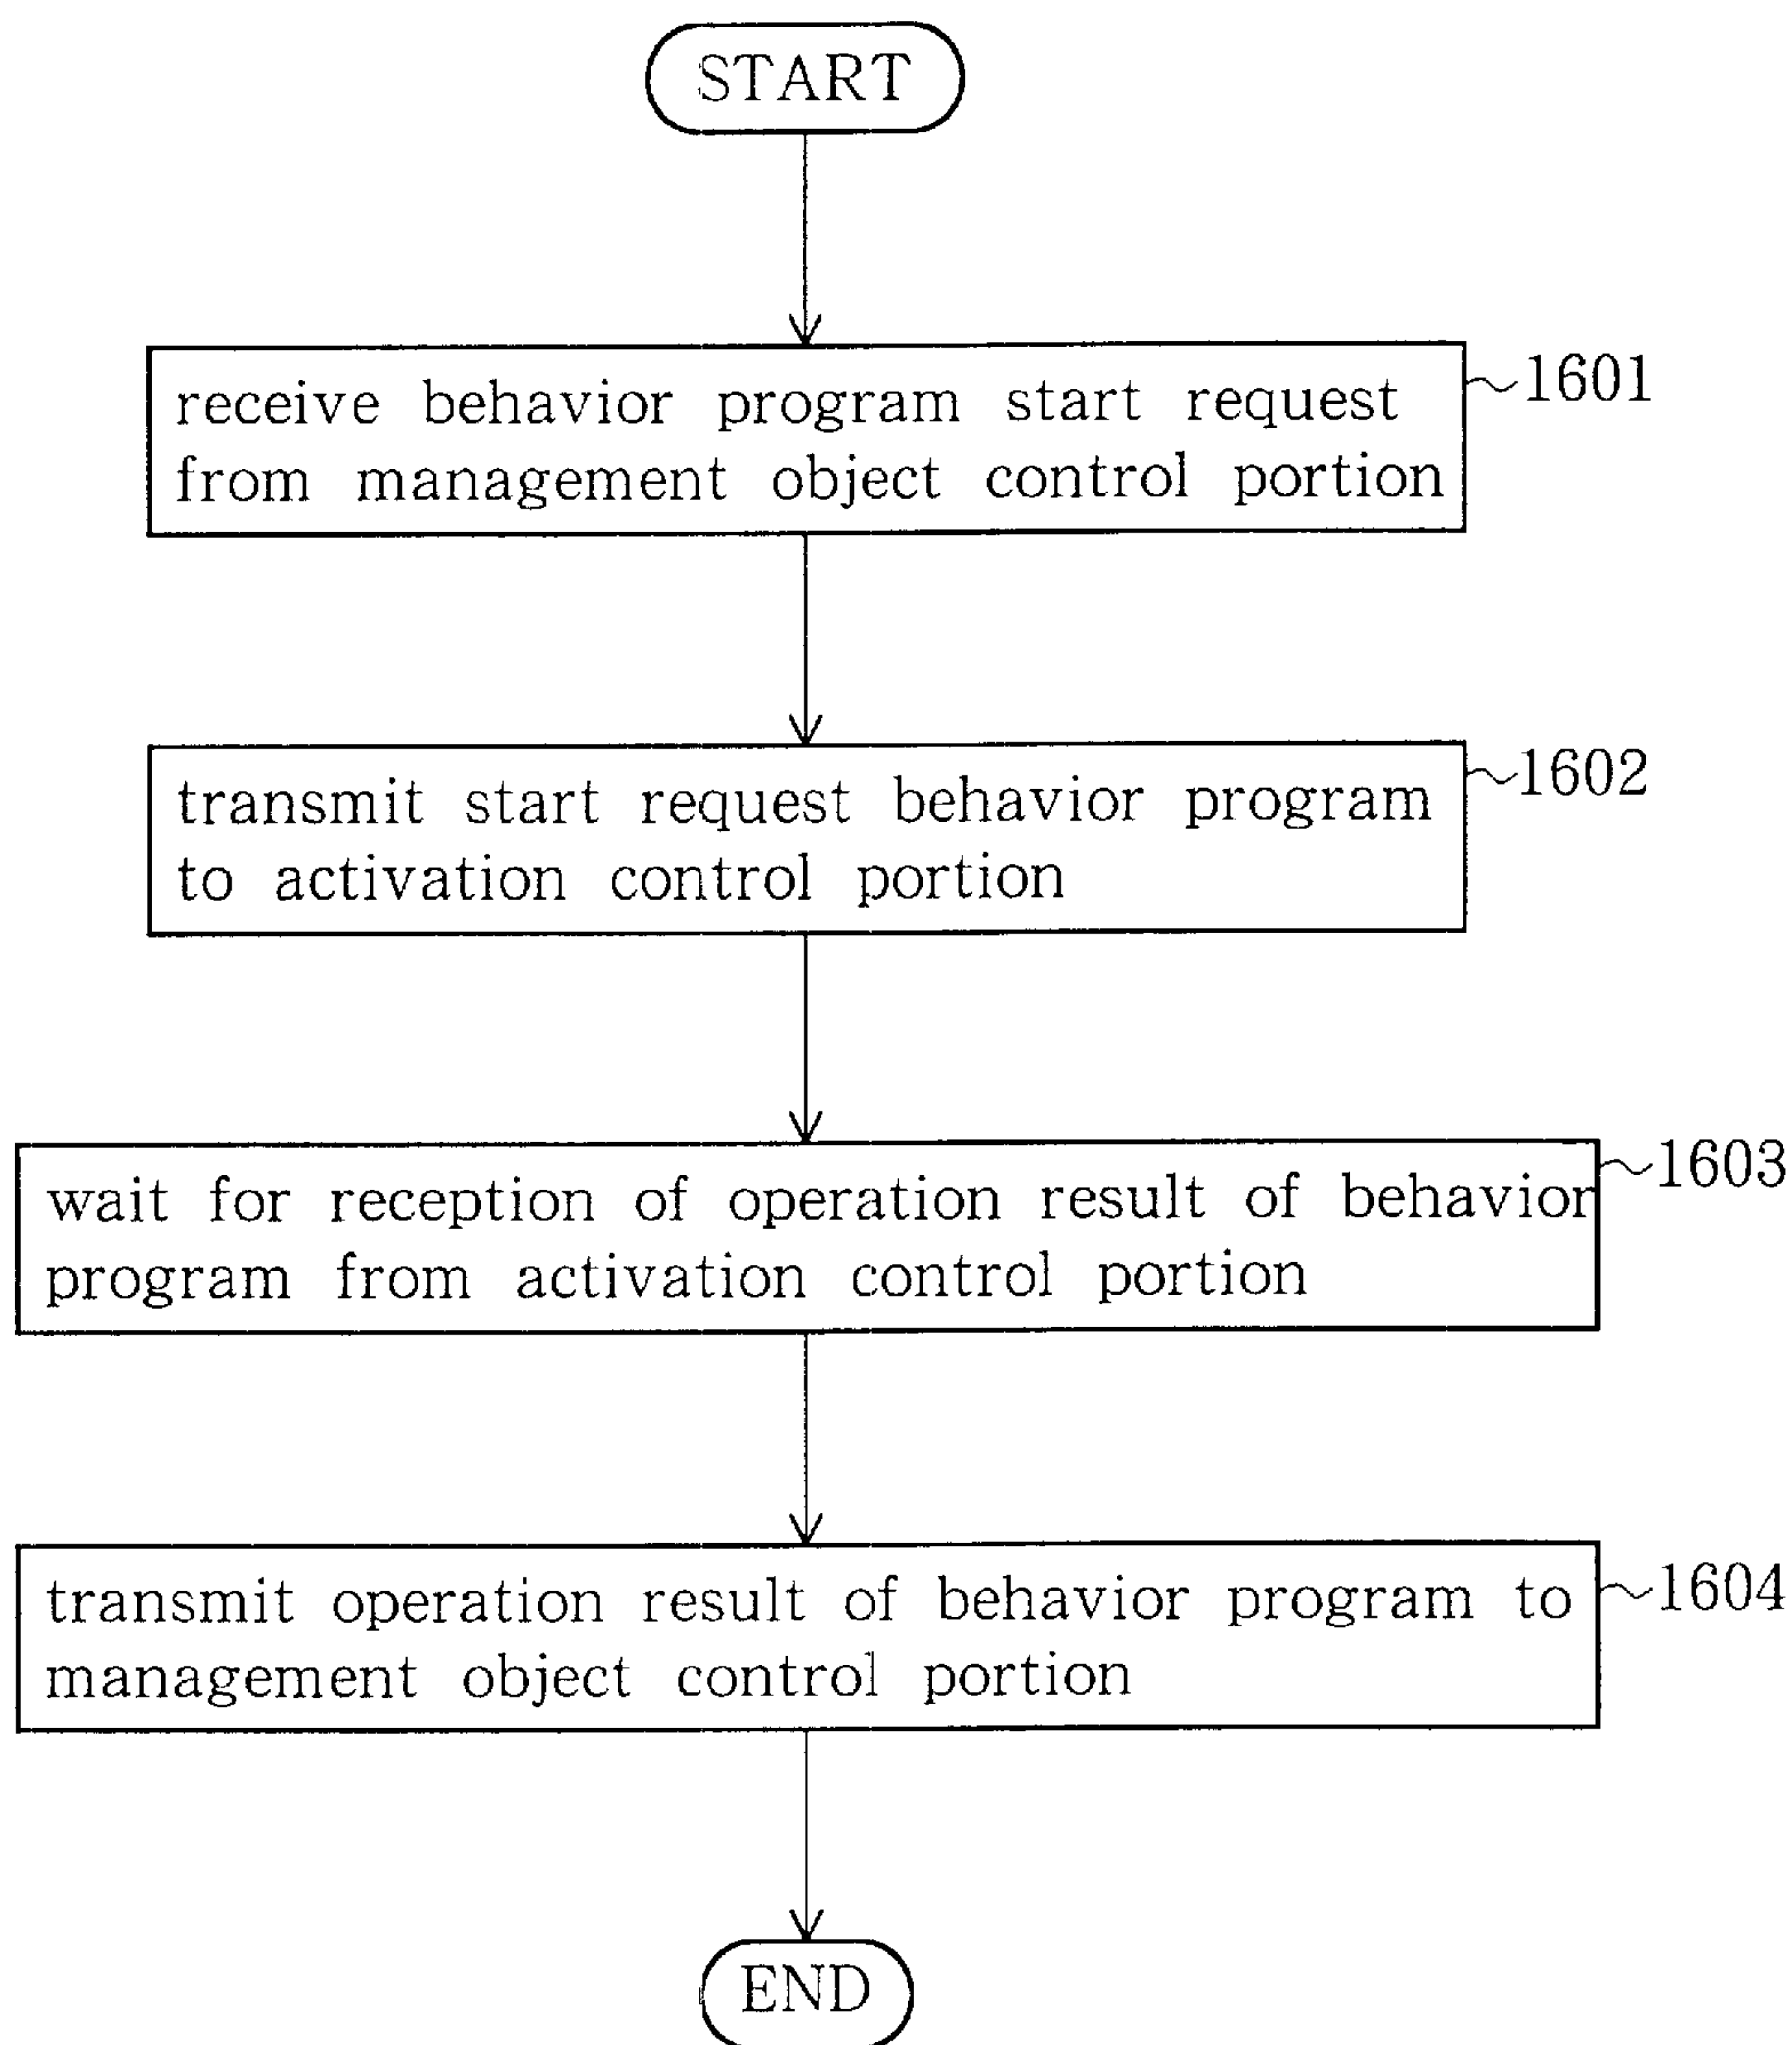 START
receive behavior program start request
from management object control portion
1601
transmit start request behavior program
to activation control portion
1602
wait for reception of operation result of behavior
program from activation control portion
1603
transmit operation result of behavior program to
management object control portion
1604
END